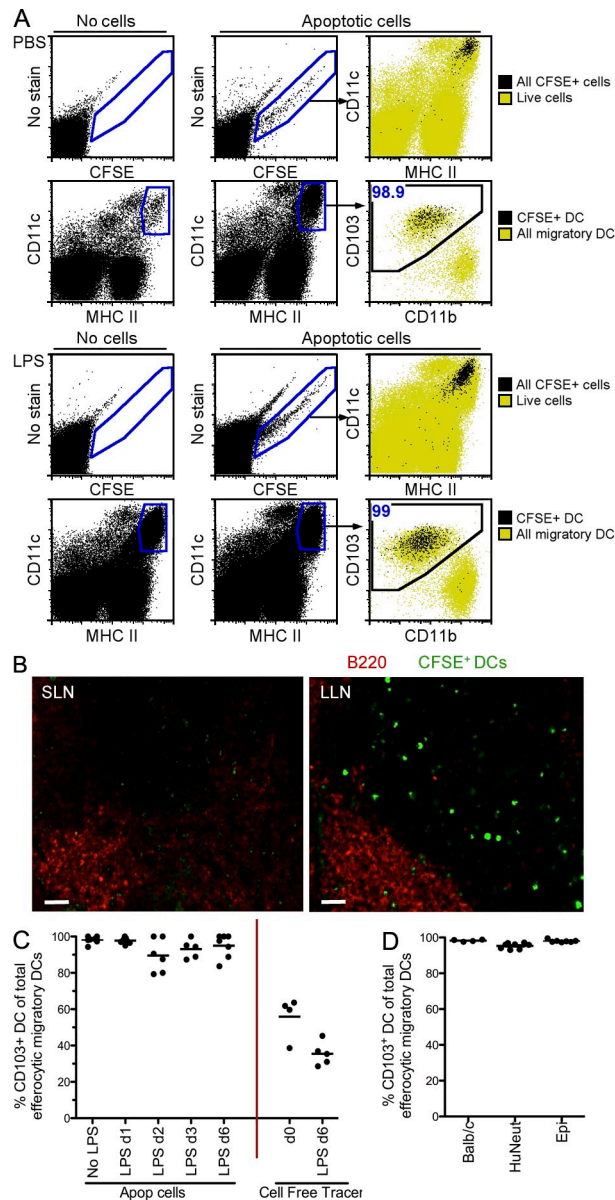 A
No cells
Apoptotic cells
PBS
No stain
No stain
CD11c
All CFSE+ cells
Live cells
CFSE
CFSE
MHC II
CD11c
CD11c
CD103
98.9
CFSE+ DC
All migratory DC
MHC II
MHC II
CD11b
No cells
Apoptotic cells
LPS
No stain
No stain
CD11c
All CFSE+ cells
Live cells
CFSE
CFSE
MHC II
CD11c
CD11c
CD103
99
CFSE+ DC
All migratory DC
MHC II
MHC II
CD11b
B
B220
CFSE⁺ DCs
SLN
LLN
C
% CD103+ DC of total
efferocytic migratory DCs
100
80
60
40
20
0
No LPS
LPS d1
LPS d2
LPS d3
LPS d6
d0
LPS d6
Apop cells
Cell Free Tracer
D
% CD103⁺ DC of total
efferocytic migratory DCs
100
80
60
40
20
0
Balb/c
HuNeut
Epi